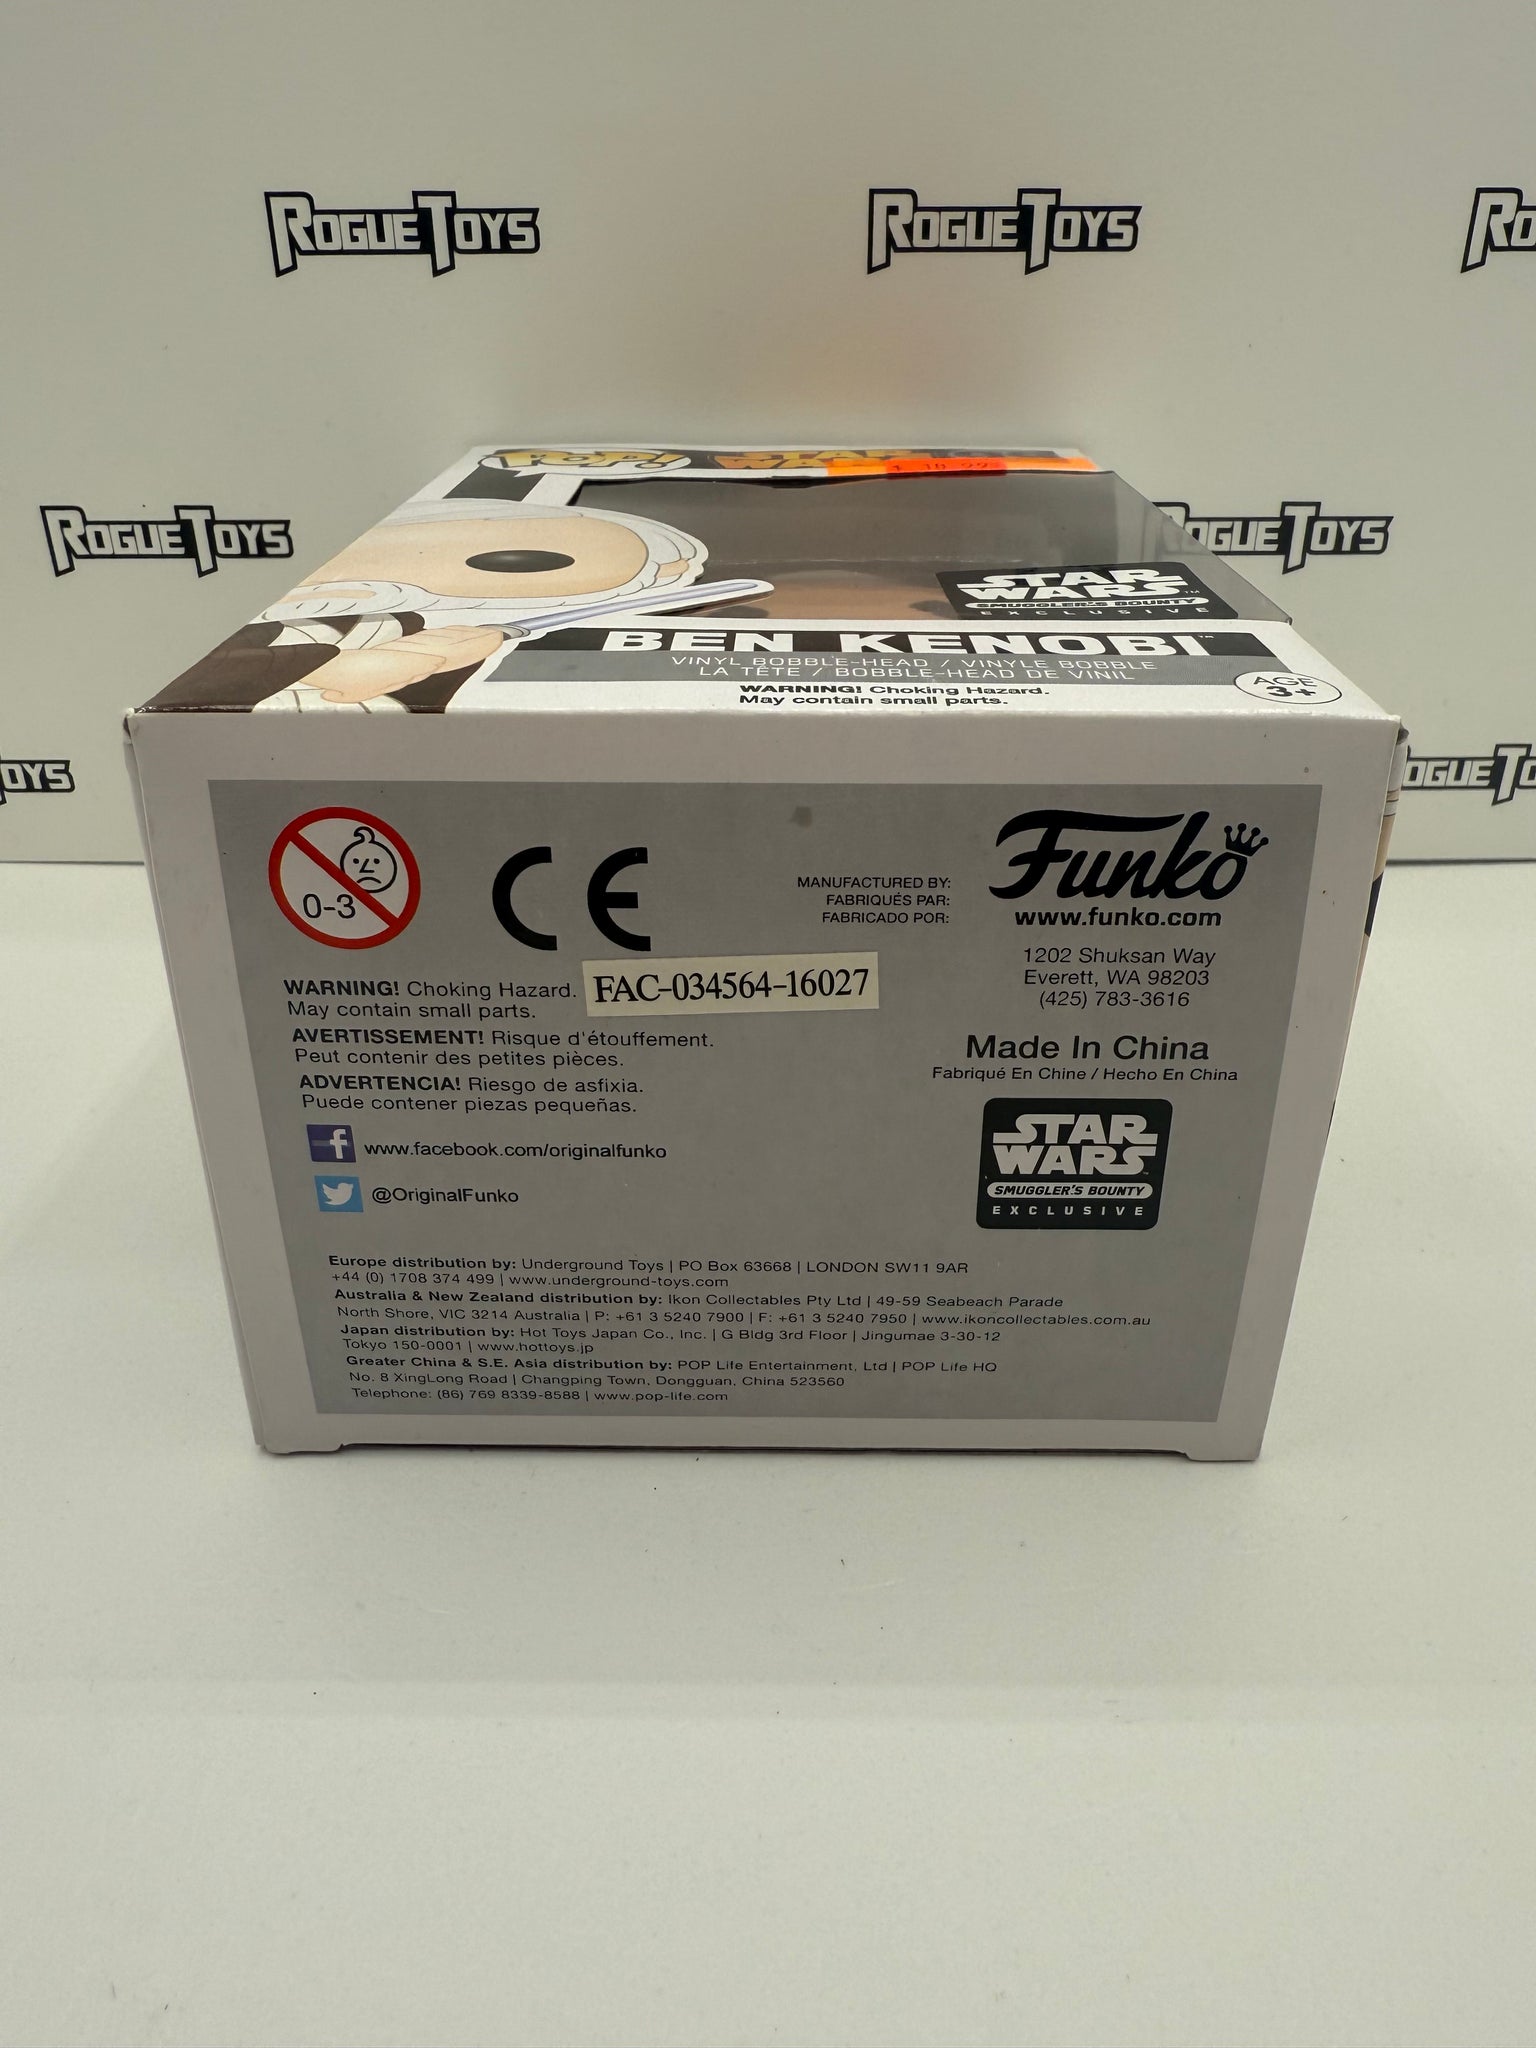 ROGUE TOYS
ROGUE TOYS
RO
ROGUE TOYS
OGUE TOYS
OYS
OGUE TO
POP!
STAR WARS
STAR WARS
SMUGGLER'S BOUNTY
EXCLUSIVE
BEN KENOBI™
VINYL BOBBLE-HEAD / VINYLE BOBBLE
LA TÊTE / BOBBLE-HEAD DE VINIL
WARNING! Choking Hazard.
May contain small parts.
AGE
3+
0-3
CE
MANUFACTURED BY:
FABRIQUÉS PAR:
FABRICADO POR:
Funko
www.funko.com
1202 Shuksan Way
Everett, WA 98203
(425) 783-3616
Made In China
Fabriqué En Chine / Hecho En China
FAC-034564-16027
WARNING! Choking Hazard.
May contain small parts.
AVERTISSEMENT! Risque d'étouffement.
Peut contenir des petites pièces.
ADVERTENCIA! Riesgo de asfixia.
Puede contener piezas pequeñas.
f www.facebook.com/originalfunko
@OriginalFunko
STAR
WARS
SMUGGLER'S BOUNTY
EXCLUSIVE
Europe distribution by: Underground Toys | PO Box 63668 | LONDON SW11 9AR
+44 (0) 1708 374 499 | www.underground-toys.com
Australia & New Zealand distribution by: Ikon Collectables Pty Ltd | 49-59 Seabeach Parade
North Shore, VIC 3214 Australia | P: +61 3 5240 7900 | F: +61 3 5240 7950 | www.ikoncollectables.com.au
Japan distribution by: Hot Toys Japan Co., Inc. | G Bldg 3rd Floor | Jingumae 3-30-12
Tokyo 150-0001 | www.hottoys.jp
Greater China & S.E. Asia distribution by: POP Life Entertainment, Ltd | POP Life HQ
No. 8 XingLong Road | Changping Town, Dongguan, China 523560
Telephone: (86) 769 8339-8588 | www.pop-life.com